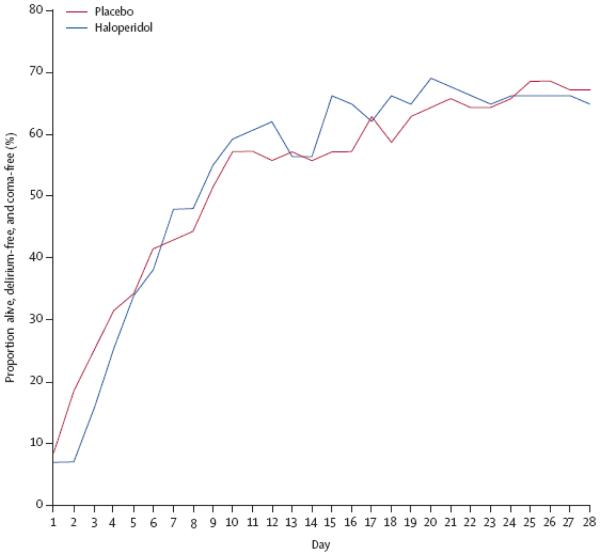 Placebo
Haloperidol
Proportion alive, delirium-free, and coma-free (%)
80
70
60
50
40
30
20
10
0
1 2 3 4 5 6 7 8 9 10 11 12 13 14 15 16 17 18 19 20 21 22 23 24 25 26 27 28
Day